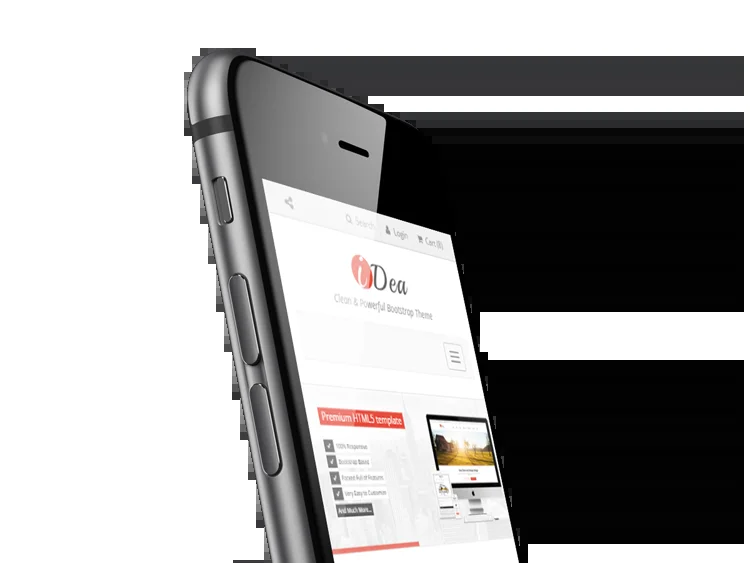 Search Login Cart (8)
iDea
Clean & Powerful Bootstrap Theme
Premium HTML5 template
100% Responsive
Bootstrap Based
Packed Full of Features
Very Easy to Customize
And Much More...